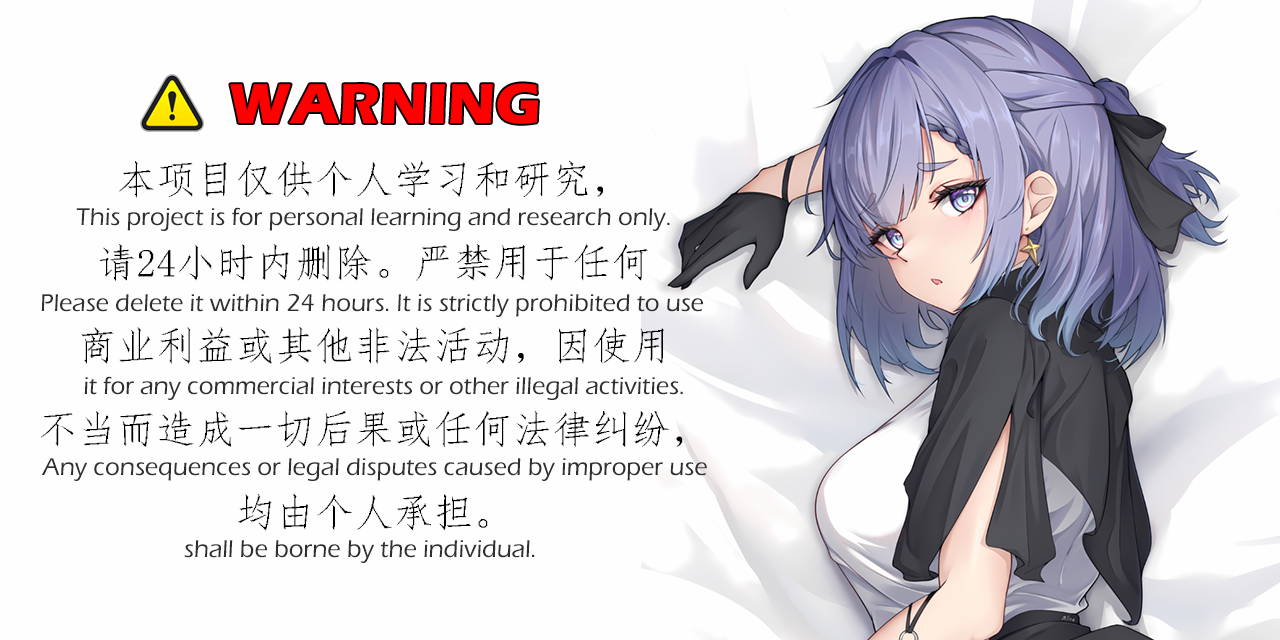 WARNING
本项目仅供个人学习和研究，
This project is for personal learning and research only.
请24小时内删除。严禁用于任何
Please delete it within 24 hours. It is strictly prohibited to use
商业利益或其他非法活动，因使用
it for any commercial interests or other illegal activities.
不当而造成一切后果或任何法律纠纷，
Any consequences or legal disputes caused by improper use
均由个人承担。
shall be borne by the individual.